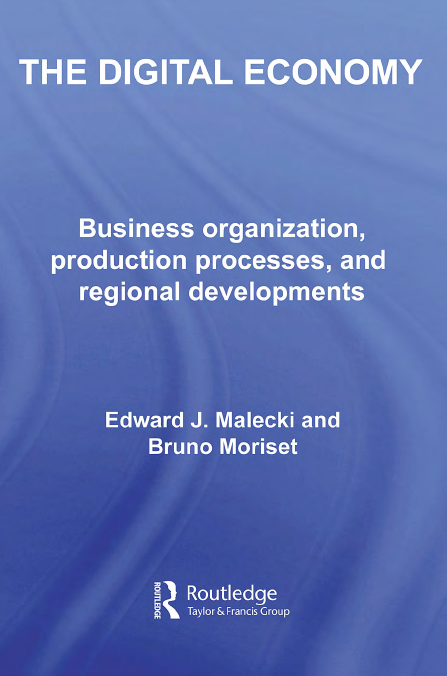 THE DIGITAL ECONOMY
Business organization,
production processes, and
regional developments
Edward J. Malecki and
Bruno Moriset
ROUTLEDGE
Routledge
Taylor & Francis Group